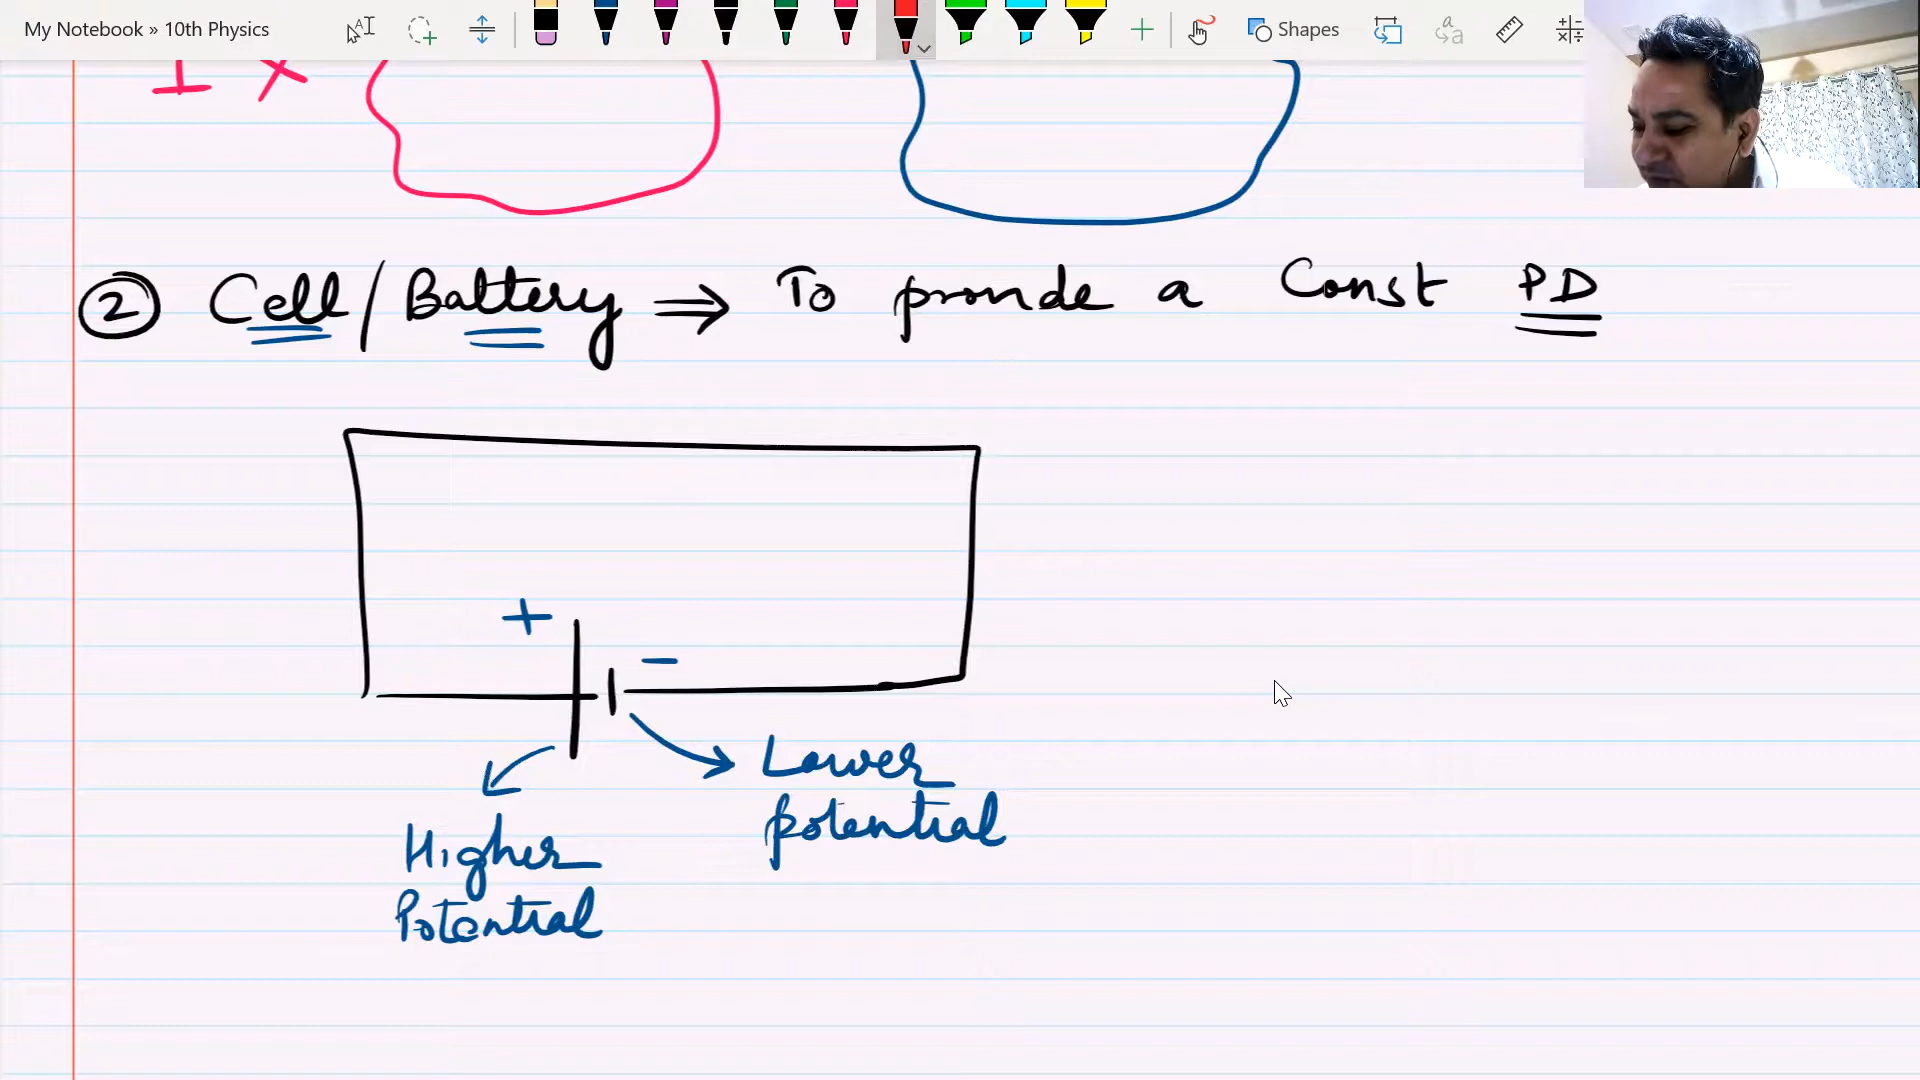 My Notebook » 10th Physics
Shapes
I X
② Cell / Battery ⇒ To provide a Const PD
+
−
Lower
potential
Higher
Potential